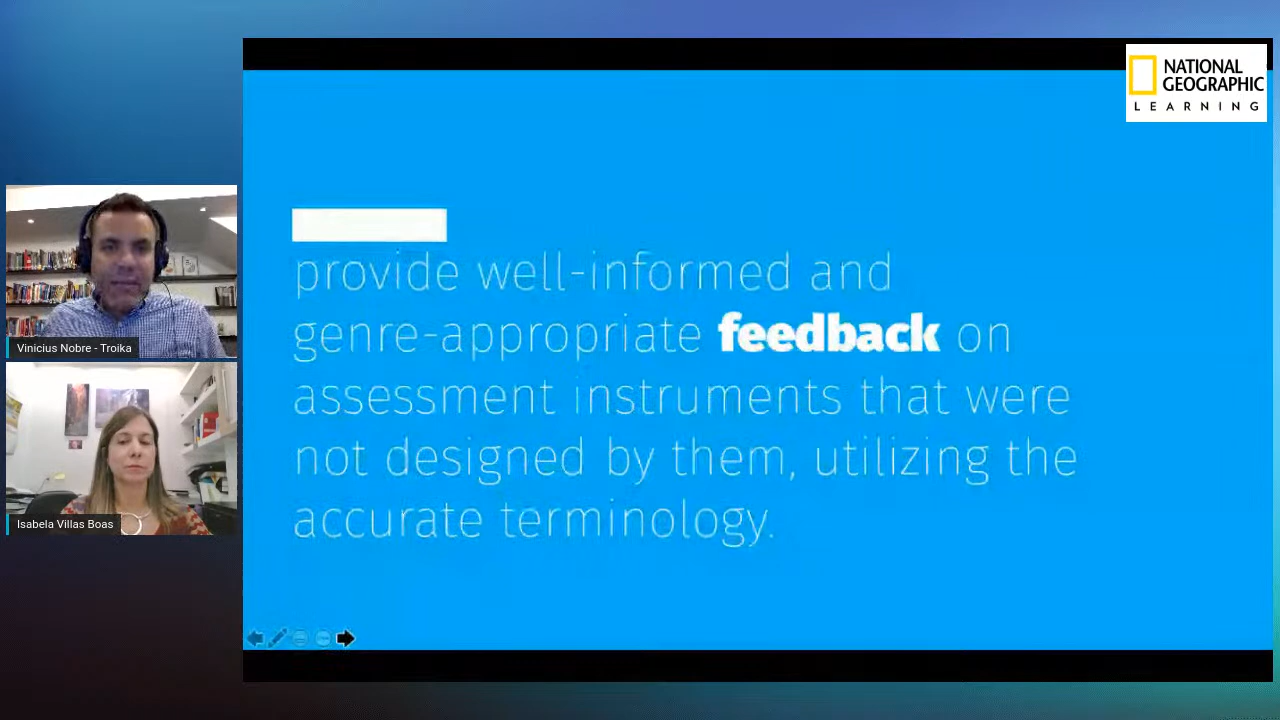 NATIONAL
GEOGRAPHIC
LEARNING
provide well-informed and
genre-appropriate feedback on
assessment instruments that were
not designed by them, utilizing the
accurate terminology.
Vinicius Nobre - Troika
Isabela Villas Boas